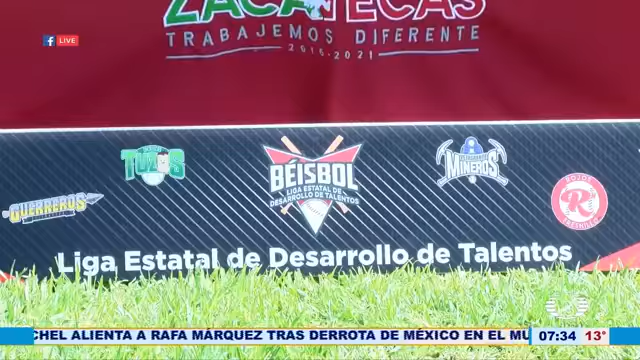 ZACATECAS
LIVE
TRABAJEMOS DIFERENTE
2016-2021
TUZOS
BÉISBOL
LIGA ESTATAL DE
DESARROLLO DE TALENTOS
MINEROS
GUERREROS
ROJOS
R
FRESNILLO
Liga Estatal de Desarrollo de Talentos
CHEL ALIENTA A RAFA MÁRQUEZ TRAS DERROTA DE MÉXICO EN EL MU
07:34 13°